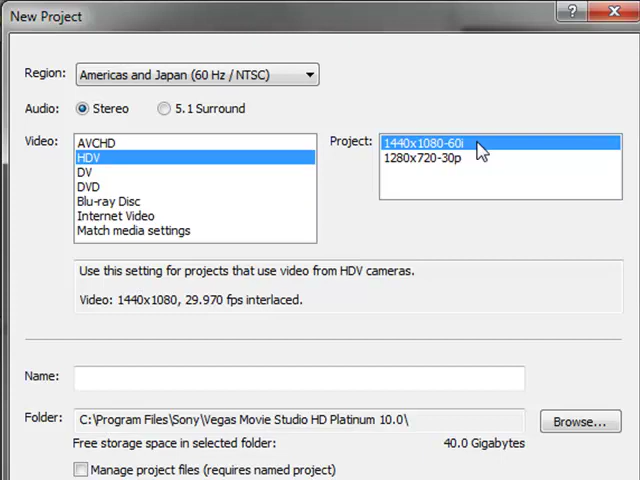 New Project
?
Region: Americas and Japan (60 Hz / NTSC)
Audio: Stereo 5.1 Surround
Video: AVCHD Project: 1440x1080-60i
HDV 1280x720-30p
DV
DVD
Blu-ray Disc
Internet Video
Match media settings
Use this setting for projects that use video from HDV cameras.
Video: 1440x1080, 29.970 fps interlaced.
Name:
Folder: C:\Program Files\Sony\Vegas Movie Studio HD Platinum 10.0\ Browse...
Free storage space in selected folder: 40.0 Gigabytes
Manage project files (requires named project)